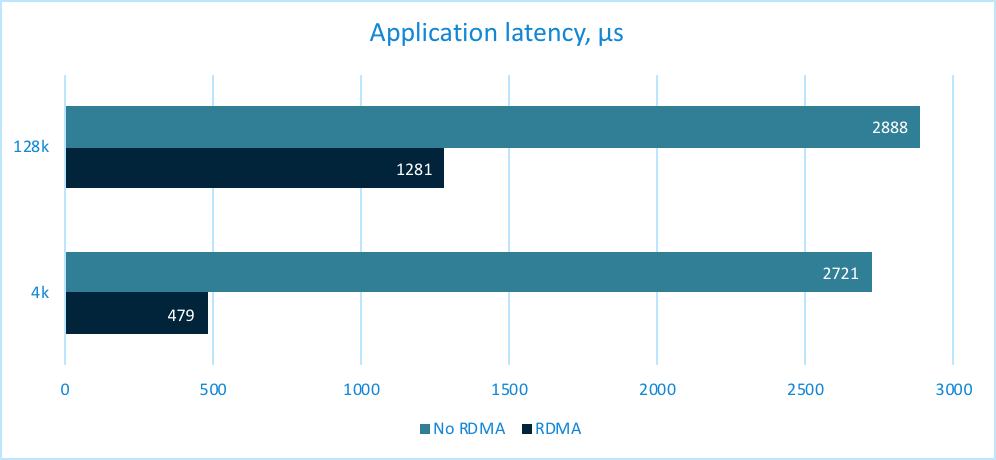 Application latency, µs
2888
128k
1281
2721
4k
479
0 500 1000 1500 2000 2500 3000
No RDMA RDMA